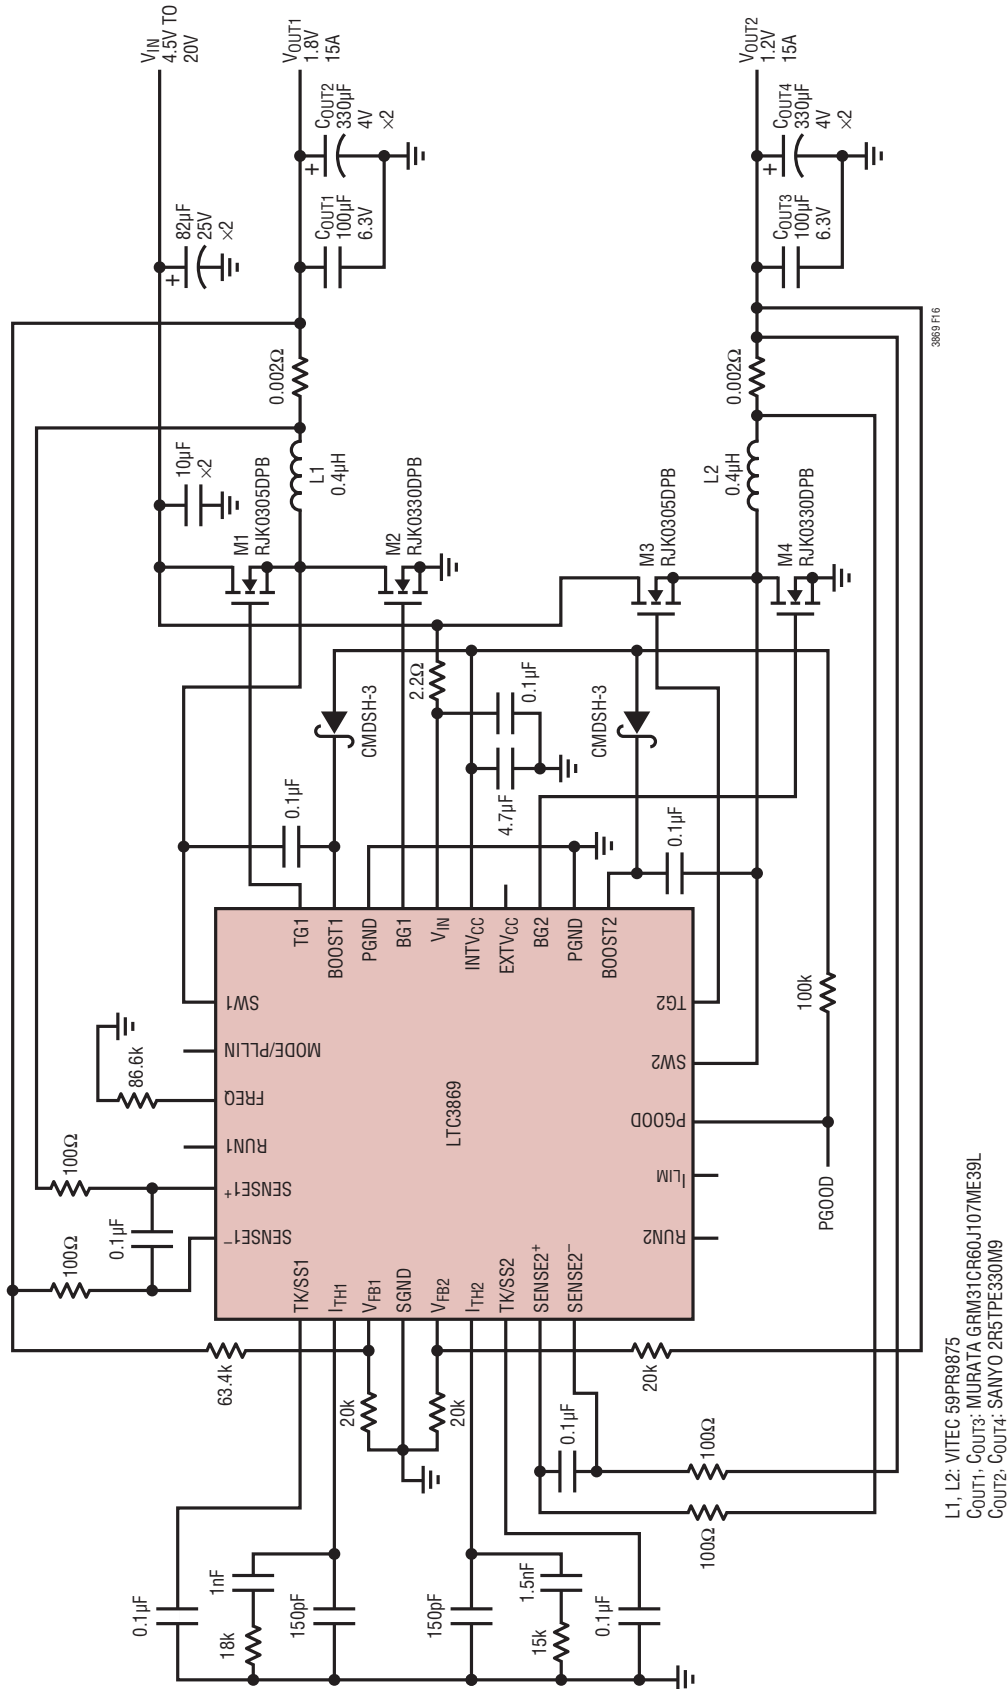 VIN
4.5V TO
20V
VOUT1
1.8V
15A
VOUT2
1.2V
15A
82µF
25V
×2
+
COUT1
100µF
6.3V
COUT2
330µF
4V
×2
+
COUT3
100µF
6.3V
COUT4
330µF
4V
×2
+
3869 F16
0.002Ω
0.002Ω
10µF
×2
L1
0.4µH
L2
0.4µH
M1
RJK0305DPB
M2
RJK0330DPB
M3
RJK0305DPB
M4
RJK0330DPB
2.2Ω
CMDSH-3
0.1µF
4.7µF
CMDSH-3
0.1µF
0.1µF
TG1
BOOST1
PGND
BG1
VIN
INTVCC
EXTVCC
BG2
PGND
BOOST2
SW1
MODE/PLLIN
FREQ
RUN1
SENSE1+
SENSE1–
LTC3869
TG2
SW2
PGOOD
ILIM
RUN2
TK/SS1
ITH1
VFB1
SGND
VFB2
ITH2
TK/SS2
SENSE2+
SENSE2–
86.6k
100Ω
0.1µF
100Ω
100k
PGOOD
63.4k
20k
20k
20k
0.1µF
100Ω
100Ω
0.1µF
1nF
18k
150pF
150pF
1.5nF
15k
0.1µF
L1, L2: VITEC 59PR9875
COUT1, COUT3: MURATA GRM31CR60J107ME39L
COUT2, COUT4: SANYO 2R5TPE330M9